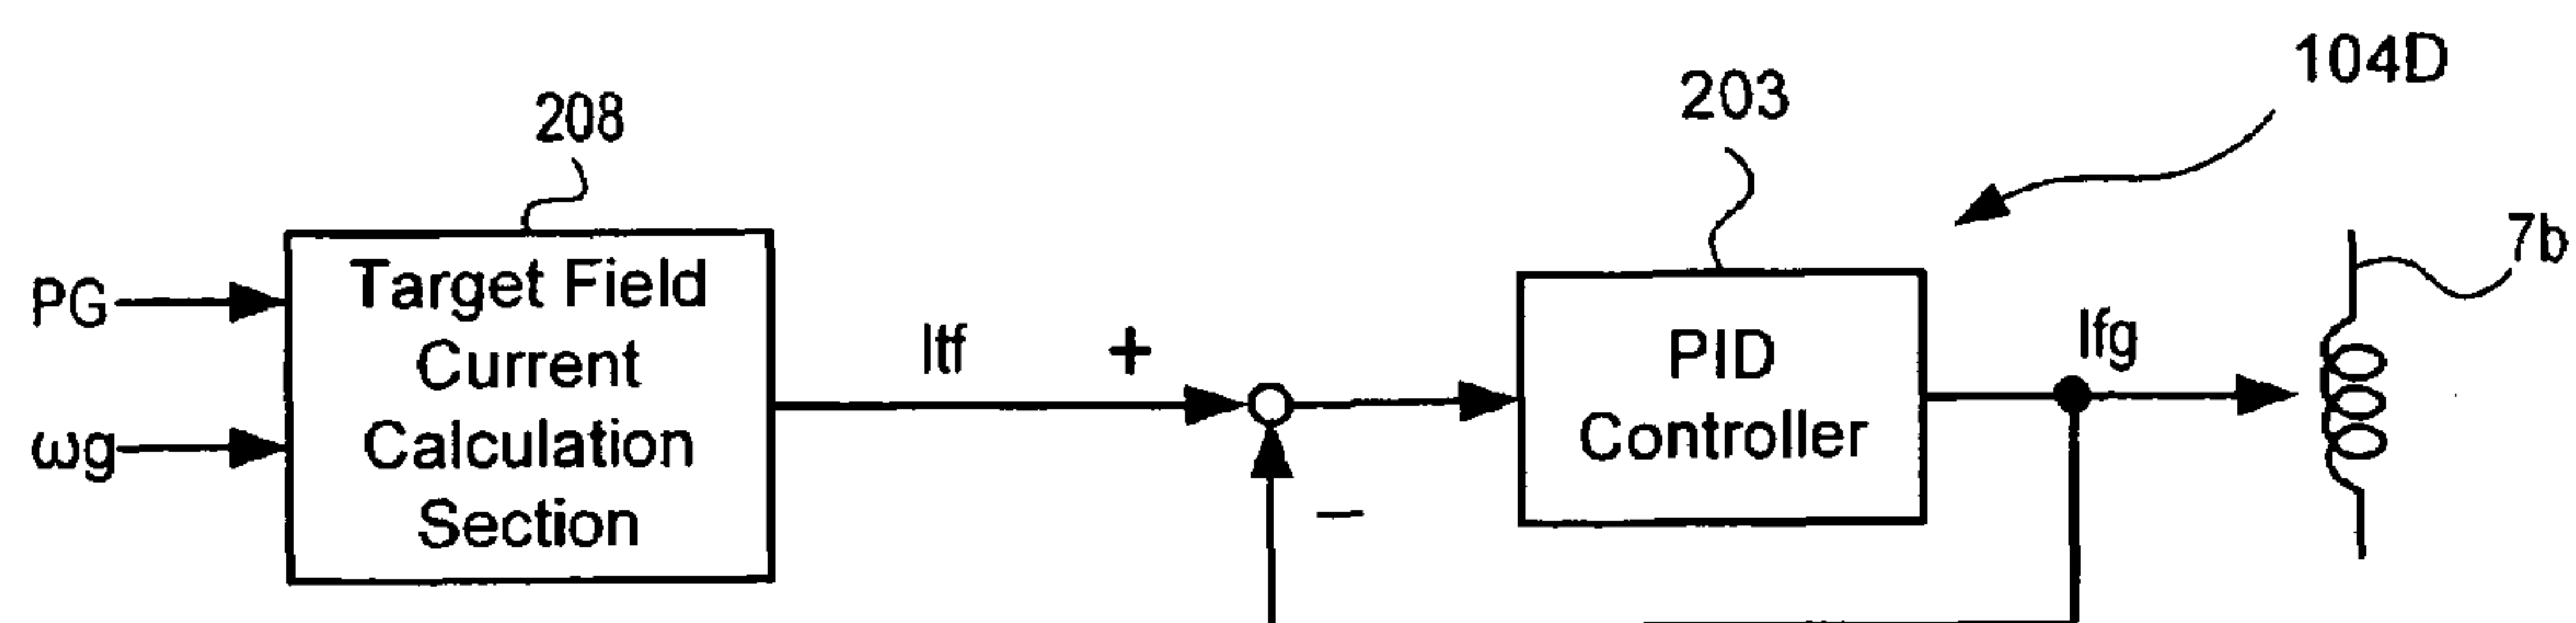 104D
203
208
7b
PG
Target Field
Current
Calculation
Section
ωg
Itf
+
−
PID
Controller
Ifg